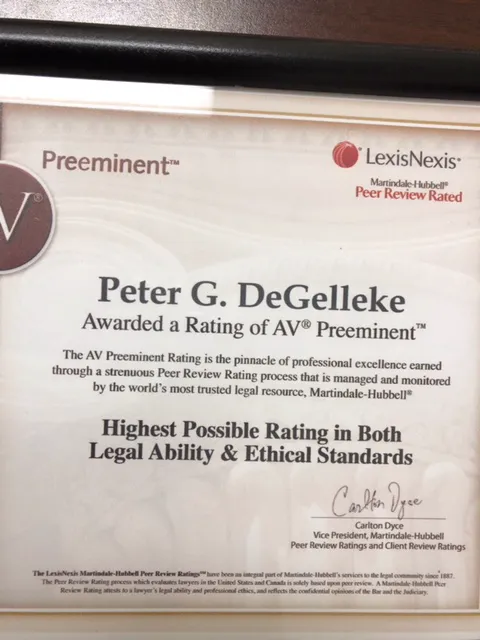 Preeminent™
LexisNexis®
Martindale-Hubbell®
Peer Review Rated
V®
Peter G. DeGelleke
Awarded a Rating of AV® Preeminent™
The AV Preeminent Rating is the pinnacle of professional excellence earned
through a strenuous Peer Review Rating process that is managed and monitored
by the world's most trusted legal resource, Martindale-Hubbell®
Highest Possible Rating in Both
Legal Ability & Ethical Standards
Carlton Dyce
Carlton Dyce
Vice President, Martindale-Hubbell
Peer Review Ratings and Client Review Ratings
The LexisNexis Martindale-Hubbell Peer Review Ratings™ have been an integral part of Martindale-Hubbell's services to the legal community since 1887.
The Peer Review Rating process which evaluates lawyers in the United States and Canada is solely based upon peer review. A Martindale-Hubbell Peer
Review Rating attests to a lawyer's legal ability and professional ethics, and reflects the confidential opinions of the Bar and the Judiciary.